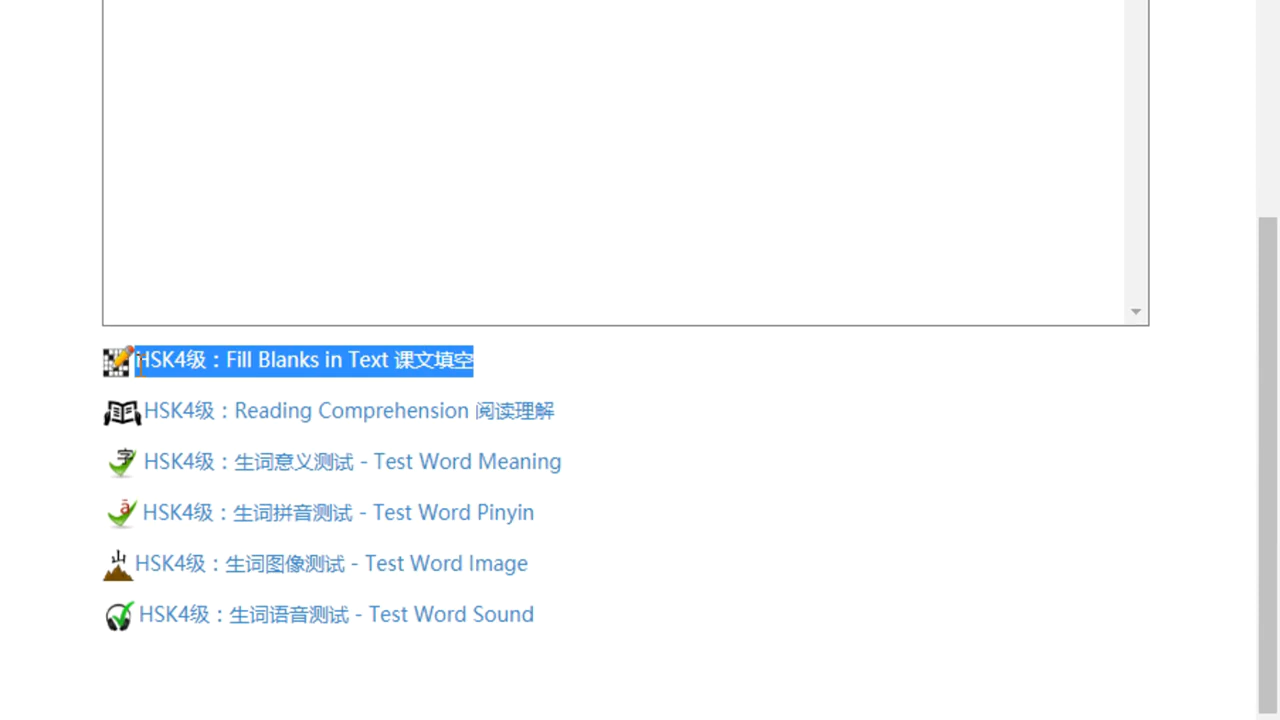 HSK4级：Fill Blanks in Text 课文填空
HSK4级：Reading Comprehension 阅读理解
字 HSK4级：生词意义测试 - Test Word Meaning
ā HSK4级：生词拼音测试 - Test Word Pinyin
山 HSK4级：生词图像测试 - Test Word Image
HSK4级：生词语音测试 - Test Word Sound